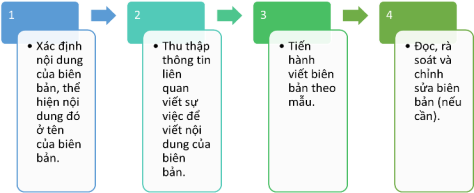 1
• Xác định
nội dung
của biên
bản, thể
hiện nội
dung đó
ở tên
của biên
bản.
2
• Thu thập
thông tin
liên
quan
viết sự
việc để
viết nội
dung của
biên
bản.
3
• Tiến
hành
viết biên
bản theo
mẫu.
4
• Đọc, rà
soát và
chỉnh
sửa biên
bản (nếu
cần).